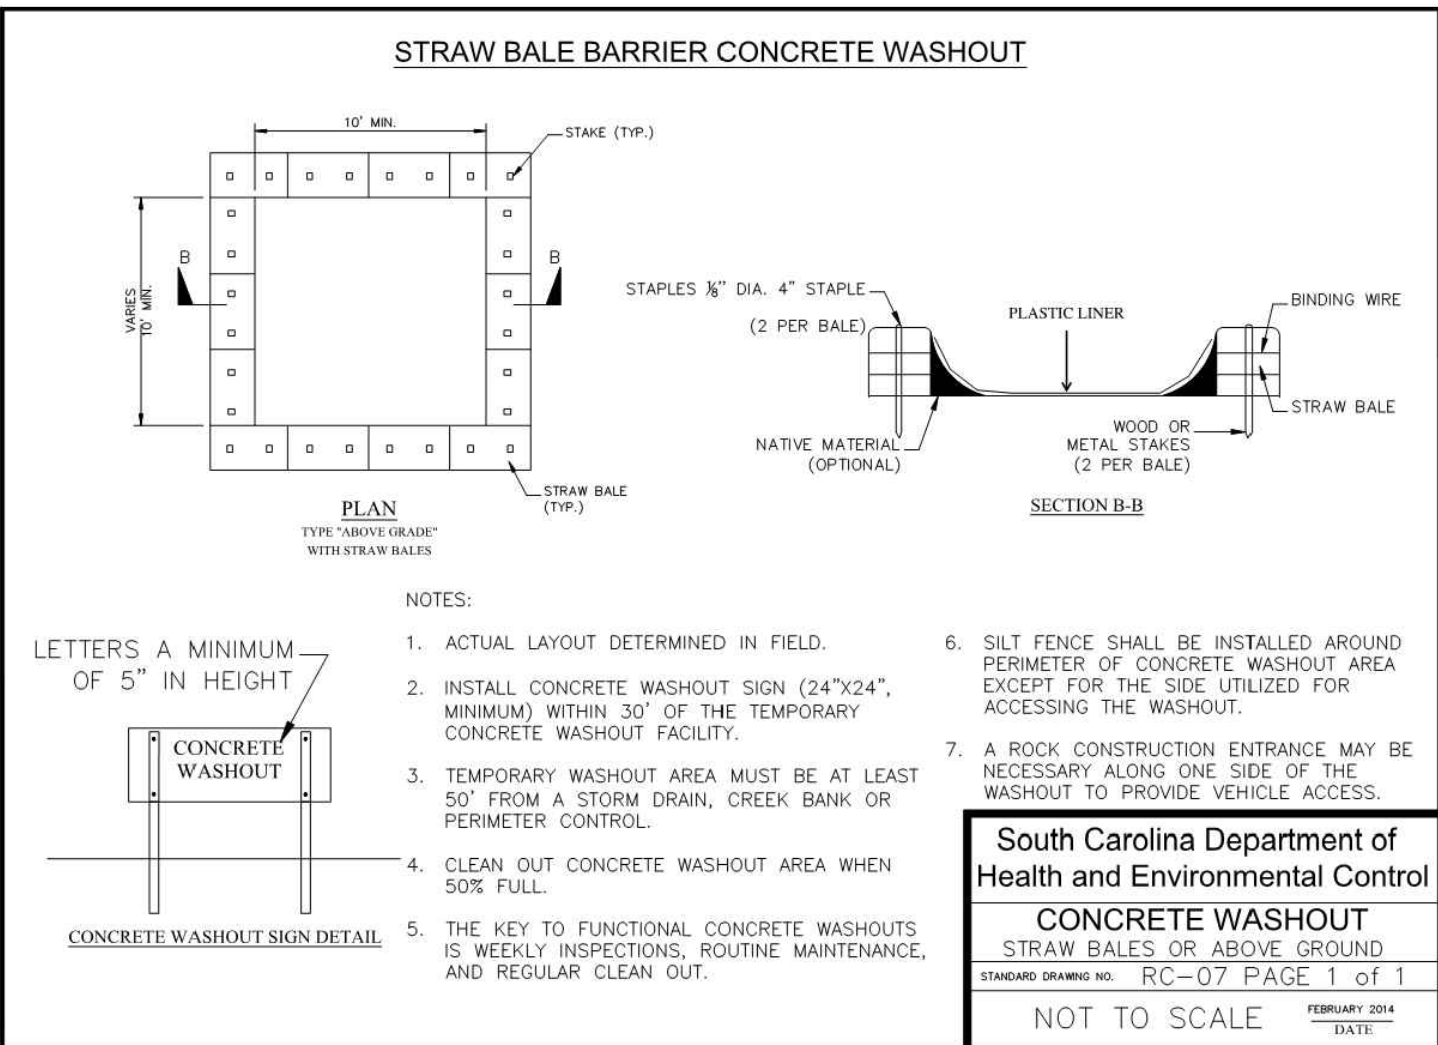 STRAW BALE BARRIER CONCRETE WASHOUT
10' MIN.
STAKE (TYP.)
B
B
VARIES
10' MIN.
STRAW BALE
(TYP.)
PLAN
TYPE "ABOVE GRADE"
WITH STRAW BALES
STAPLES ⅛" DIA. 4" STAPLE
(2 PER BALE)
PLASTIC LINER
BINDING WIRE
STRAW BALE
NATIVE MATERIAL
(OPTIONAL)
WOOD OR
METAL STAKES
(2 PER BALE)
SECTION B-B
LETTERS A MINIMUM
OF 5" IN HEIGHT
CONCRETE
WASHOUT
CONCRETE WASHOUT SIGN DETAIL
NOTES:
1. ACTUAL LAYOUT DETERMINED IN FIELD.
2. INSTALL CONCRETE WASHOUT SIGN (24"X24",
MINIMUM) WITHIN 30' OF THE TEMPORARY
CONCRETE WASHOUT FACILITY.
3. TEMPORARY WASHOUT AREA MUST BE AT LEAST
50' FROM A STORM DRAIN, CREEK BANK OR
PERIMETER CONTROL.
4. CLEAN OUT CONCRETE WASHOUT AREA WHEN
50% FULL.
5. THE KEY TO FUNCTIONAL CONCRETE WASHOUTS
IS WEEKLY INSPECTIONS, ROUTINE MAINTENANCE,
AND REGULAR CLEAN OUT.
6. SILT FENCE SHALL BE INSTALLED AROUND
PERIMETER OF CONCRETE WASHOUT AREA
EXCEPT FOR THE SIDE UTILIZED FOR
ACCESSING THE WASHOUT.
7. A ROCK CONSTRUCTION ENTRANCE MAY BE
NECESSARY ALONG ONE SIDE OF THE
WASHOUT TO PROVIDE VEHICLE ACCESS.
South Carolina Department of
Health and Environmental Control
CONCRETE WASHOUT
STRAW BALES OR ABOVE GROUND
STANDARD DRAWING NO. RC-07 PAGE 1 of 1
NOT TO SCALE
FEBRUARY 2014
DATE